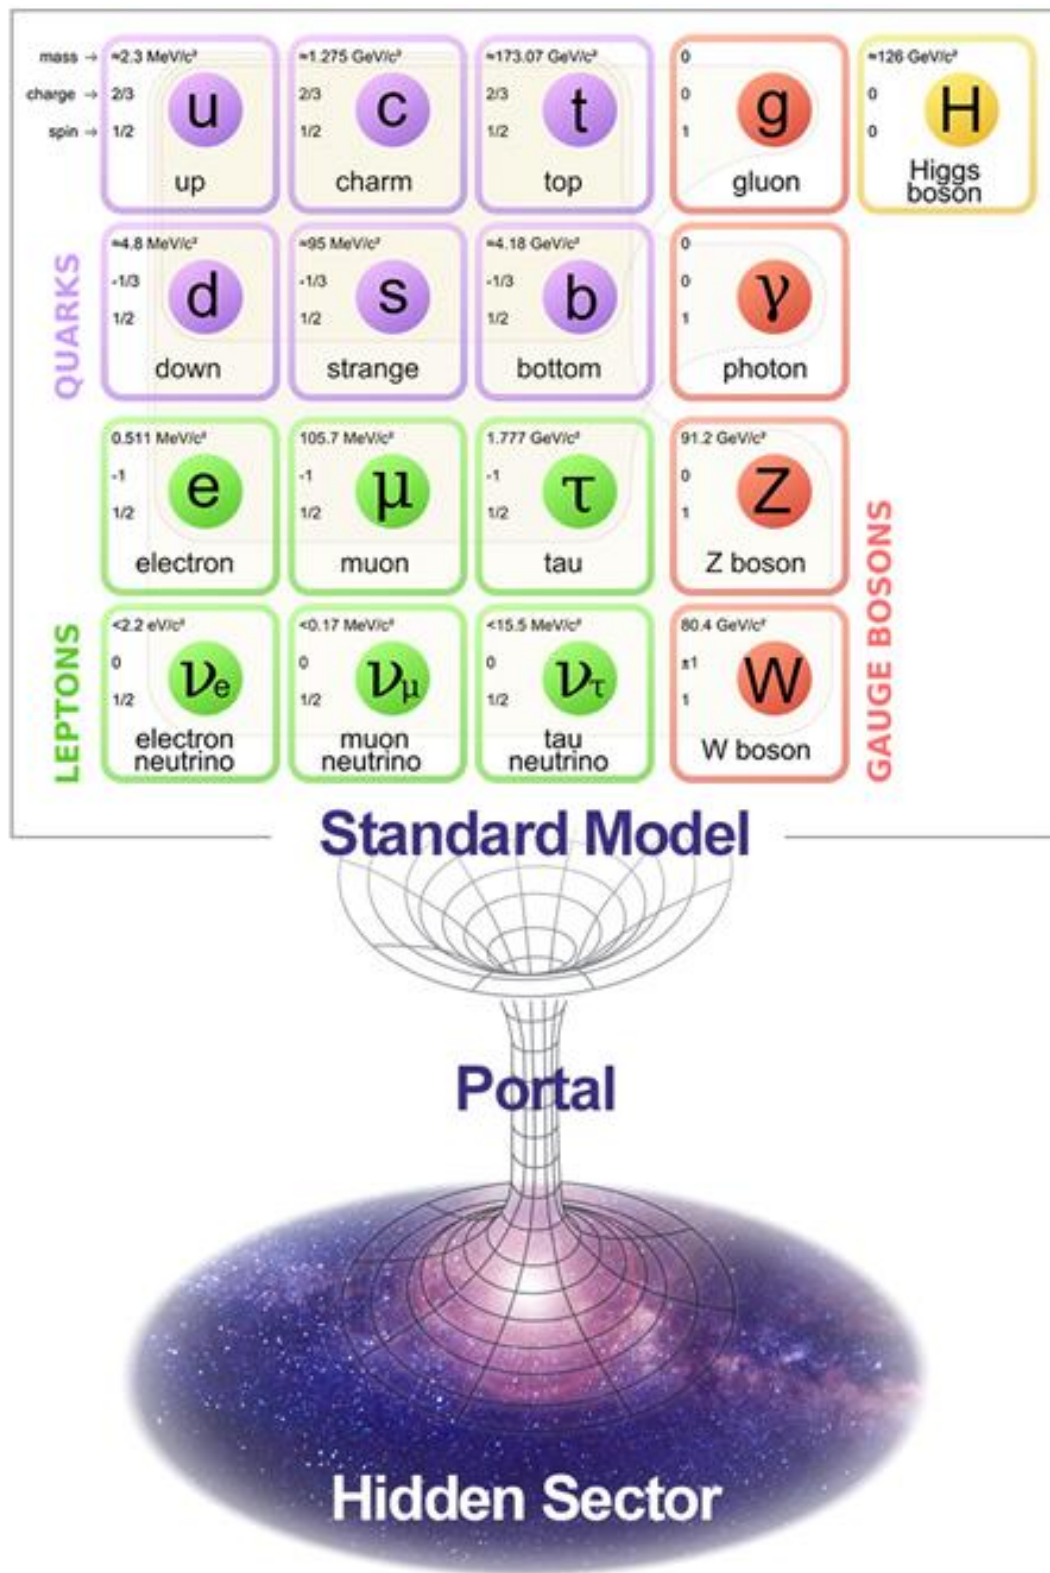 mass → ≈2.3 MeV/c²
charge → 2/3
spin → 1/2
u
up
≈1.275 GeV/c²
2/3
1/2
c
charm
≈173.07 GeV/c²
2/3
1/2
t
top
0
0
1
g
gluon
≈126 GeV/c²
0
0
H
Higgs
boson
QUARKS
≈4.8 MeV/c²
-1/3
1/2
d
down
≈95 MeV/c²
-1/3
1/2
s
strange
≈4.18 GeV/c²
-1/3
1/2
b
bottom
0
0
1
γ
photon
0.511 MeV/c²
-1
1/2
e
electron
105.7 MeV/c²
-1
1/2
μ
muon
1.777 GeV/c²
-1
1/2
τ
tau
91.2 GeV/c²
0
1
Z
Z boson
GAUGE BOSONS
LEPTONS
<2.2 eV/c²
0
1/2
νe
electron
neutrino
<0.17 MeV/c²
0
1/2
νμ
muon
neutrino
<15.5 MeV/c²
0
1/2
ντ
tau
neutrino
80.4 GeV/c²
±1
1
W
W boson
Standard Model
Portal
Hidden Sector